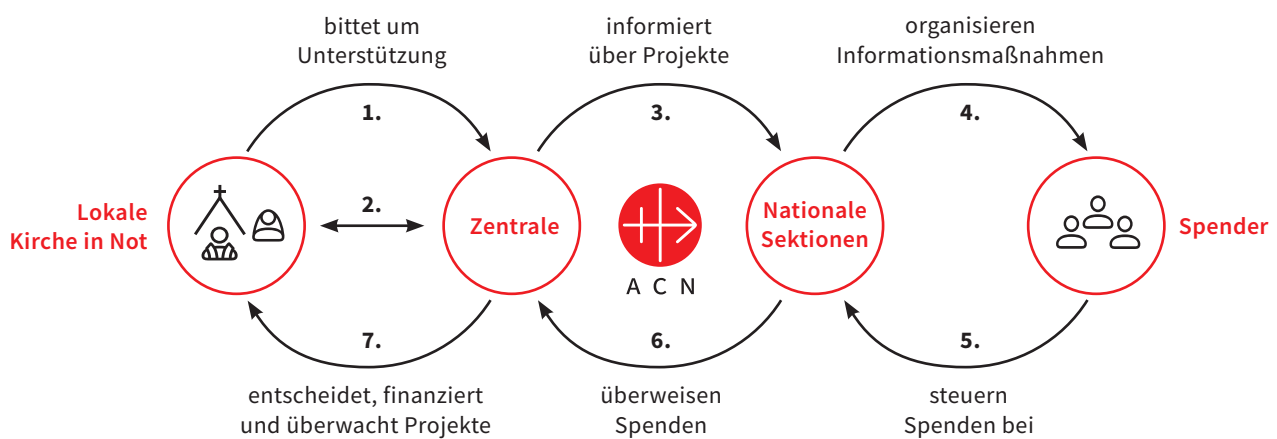 bittet um
Unterstützung
informiert
über Projekte
organisieren
Informationsmaßnahmen
1.
3.
4.
Lokale
Kirche in Not
2.
Zentrale
A C N
Nationale
Sektionen
Spender
7.
6.
5.
entscheidet, finanziert
und überwacht Projekte
überweisen
Spenden
steuern
Spenden bei